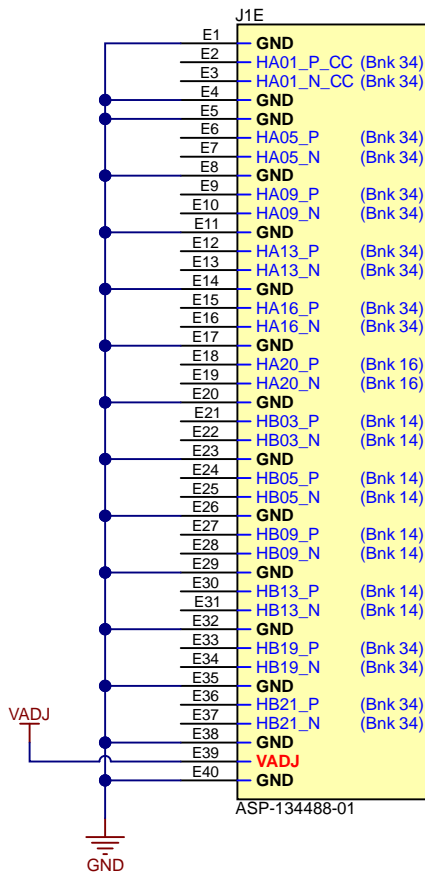 J1E
E1 GND
E2 HA01_P_CC (Bnk 34)
E3 HA01_N_CC (Bnk 34)
E4 GND
E5 GND
E6 HA05_P (Bnk 34)
E7 HA05_N (Bnk 34)
E8 GND
E9 HA09_P (Bnk 34)
E10 HA09_N (Bnk 34)
E11 GND
E12 HA13_P (Bnk 34)
E13 HA13_N (Bnk 34)
E14 GND
E15 HA16_P (Bnk 34)
E16 HA16_N (Bnk 34)
E17 GND
E18 HA20_P (Bnk 16)
E19 HA20_N (Bnk 16)
E20 GND
E21 HB03_P (Bnk 14)
E22 HB03_N (Bnk 14)
E23 GND
E24 HB05_P (Bnk 14)
E25 HB05_N (Bnk 14)
E26 GND
E27 HB09_P (Bnk 14)
E28 HB09_N (Bnk 14)
E29 GND
E30 HB13_P (Bnk 14)
E31 HB13_N (Bnk 14)
E32 GND
E33 HB19_P (Bnk 34)
E34 HB19_N (Bnk 34)
E35 GND
E36 HB21_P (Bnk 34)
E37 HB21_N (Bnk 34)
VADJ
E38 GND
E39 VADJ
E40 GND
ASP-134488-01
GND